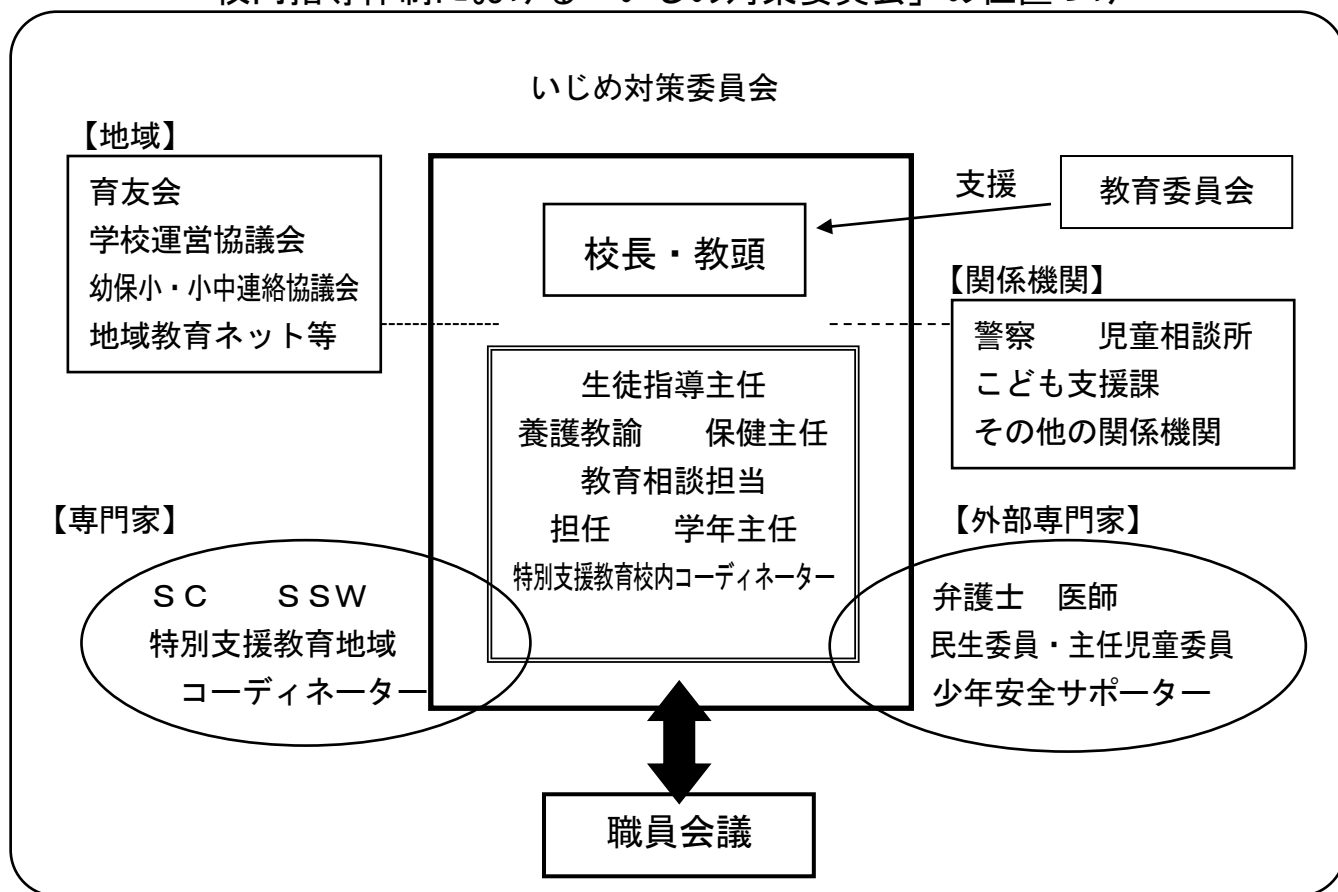 いじめ対策委員会
【地域】
育友会
学校運営協議会
幼保小・小中連絡協議会
地域教育ネット等
校長・教頭
支援
教育委員会
【関係機関】
警察　児童相談所
こども支援課
その他の関係機関
生徒指導主任
養護教諭　保健主任
教育相談担当
担任　学年主任
特別支援教育校内コーディネーター
【専門家】
ＳＣ　ＳＳＷ
特別支援教育地域
コーディネーター
【外部専門家】
弁護士　医師
民生委員・主任児童委員
少年安全サポーター
職員会議